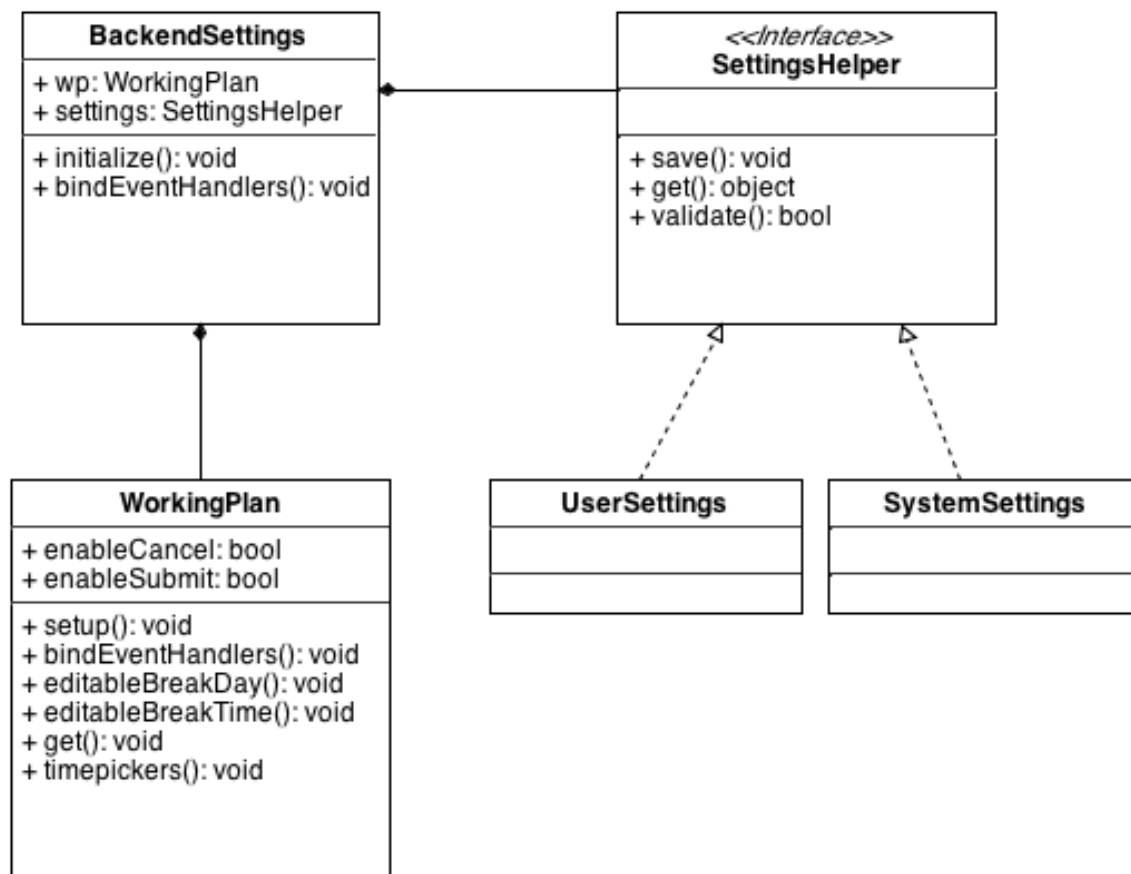 BackendSettings
+ wp: WorkingPlan
+ settings: SettingsHelper
+ initialize(): void
+ bindEventHandlers(): void
<<Interface>>
SettingsHelper
+ save(): void
+ get(): object
+ validate(): bool
WorkingPlan
+ enableCancel: bool
+ enableSubmit: bool
+ setup(): void
+ bindEventHandlers(): void
+ editableBreakDay(): void
+ editableBreakTime(): void
+ get(): void
+ timepickers(): void
UserSettings
SystemSettings